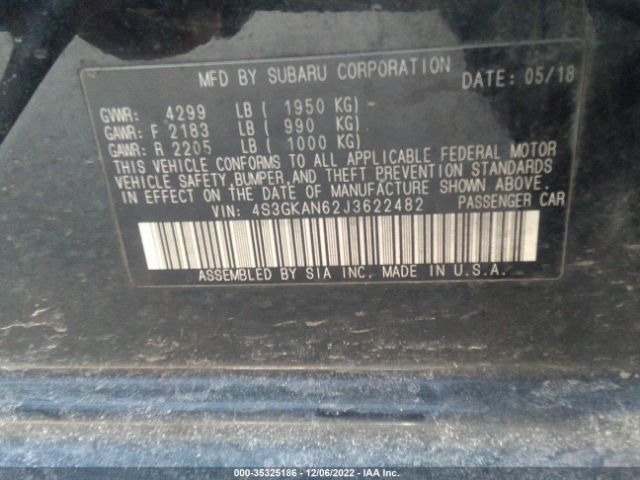 MFD BY SUBARU CORPORATION DATE: 05/18
GVWR: 4299 LB ( 1950 KG)
GAWR: F 2183 LB ( 990 KG)
GAWR: R 2205 LB ( 1000 KG)
THIS VEHICLE CONFORMS TO ALL APPLICABLE FEDERAL MOTOR
VEHICLE SAFETY, BUMPER, AND THEFT PREVENTION STANDARDS
IN EFFECT ON THE DATE OF MANUFACTURE SHOWN ABOVE.
VIN: 4S3GKAN62J3622482 PASSENGER CAR
ASSEMBLED BY SIA INC. MADE IN U.S.A.
000-35325186 - 12/06/2022 - IAA Inc.